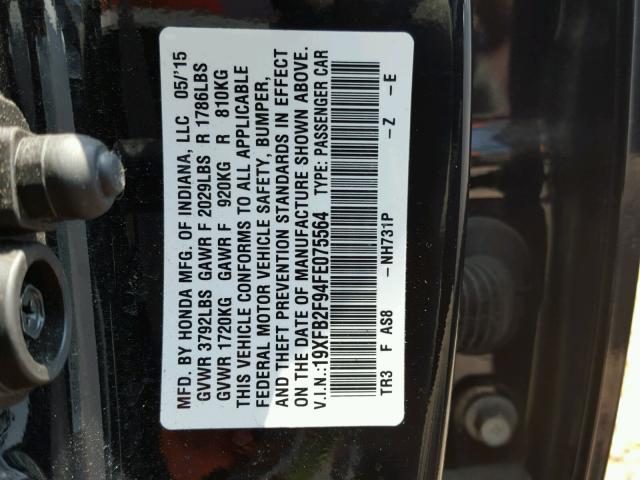 MFD. BY HONDA MFG. OF INDIANA, LLC 05/'15
GVWR 3792LBS GAWR F 2029LBS R 1786LBS
GVWR 1720KG GAWR F 920KG R 810KG
THIS VEHICLE CONFORMS TO ALL APPLICABLE
FEDERAL MOTOR VEHICLE SAFETY, BUMPER,
AND THEFT PREVENTION STANDARDS IN EFFECT
ON THE DATE OF MANUFACTURE SHOWN ABOVE.
V.I.N.:19XFB2F94FE075564 TYPE: PASSENGER CAR
TR3 F AS8 -NH731P -Z -E